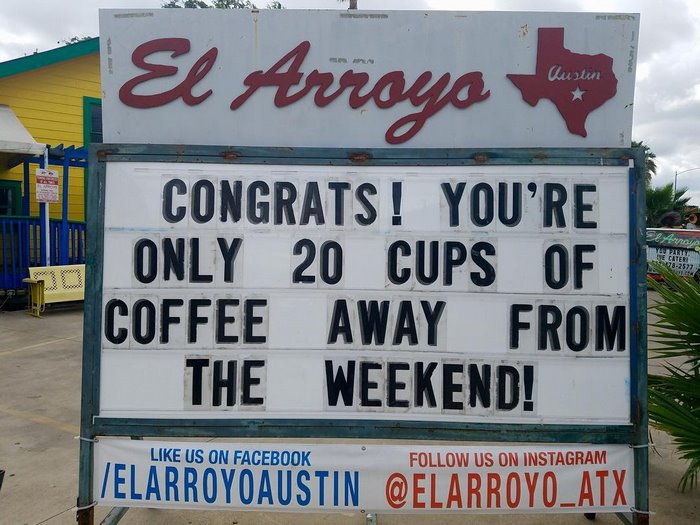 El Arroyo
Austin
CONGRATS! YOU'RE
ONLY 20 CUPS OF
COFFEE AWAY FROM
THE WEEKEND!
LIKE US ON FACEBOOK
/ELARROYOAUSTIN
FOLLOW US ON INSTAGRAM
@ELARROYO_ATX